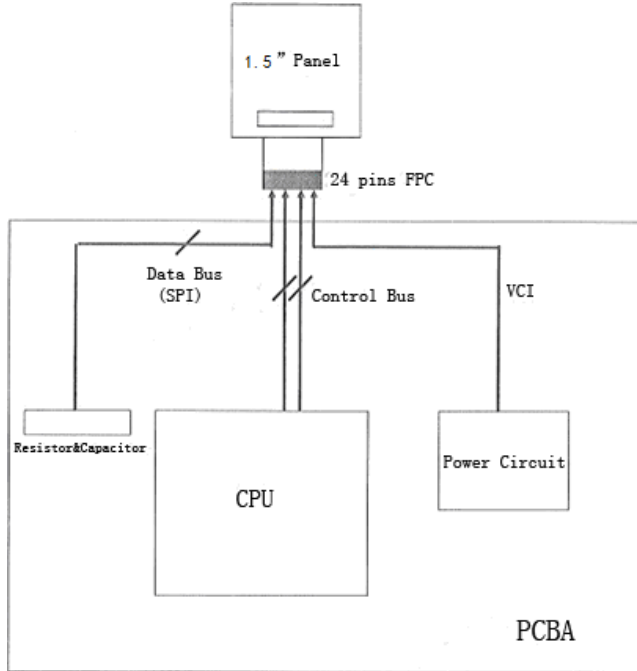 1.5” Panel
24 pins FPC
Data Bus
(SPI)
Control Bus
VCI
Resistor&Capacitor
CPU
Power Circuit
PCBA